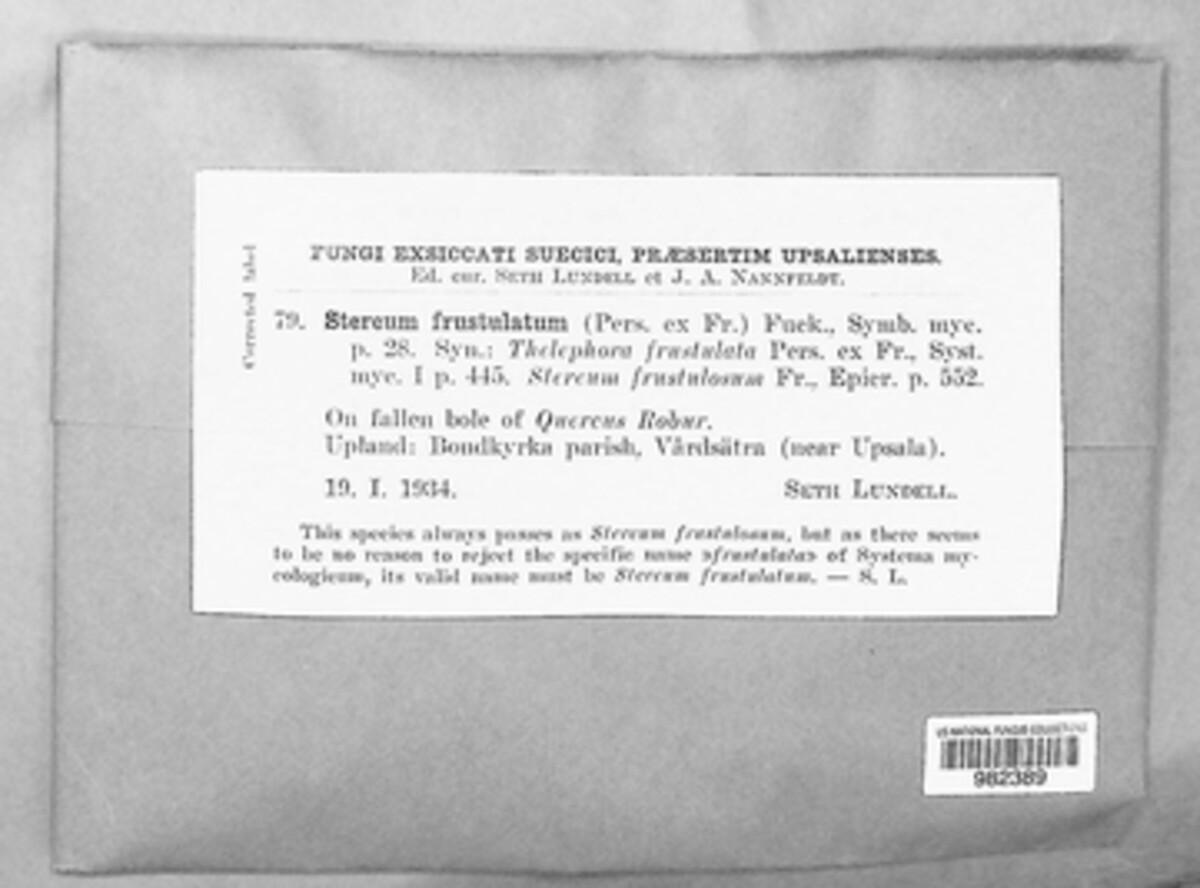 Corrected label
FUNGI EXSICCATI SUECICI, PRÆSERTIM UPSALIENSES.
Ed. cur. Seth Lundell et J. A. Nannfeldt.
79. Stereum frustulatum (Pers. ex Fr.) Fuck., Symb. myc.
p. 28. Syn.: Thelephora frustulata Pers. ex Fr., Syst.
myc. I p. 445. Stereum frustulosum Fr., Epicr. p. 552.
On fallen bole of Quercus Robur.
Upland: Bondkyrka parish, Vårdsätra (near Upsala).
19. I. 1934. Seth Lundell.
This species always passes as Stereum frustulosum, but as there seems
to be no reason to reject the specific name »frustulata» of Systema my-
cologicum, its valid name must be Stereum frustulatum. — S. L.
US NATIONAL FUNGUS COLLECTIONS
982389